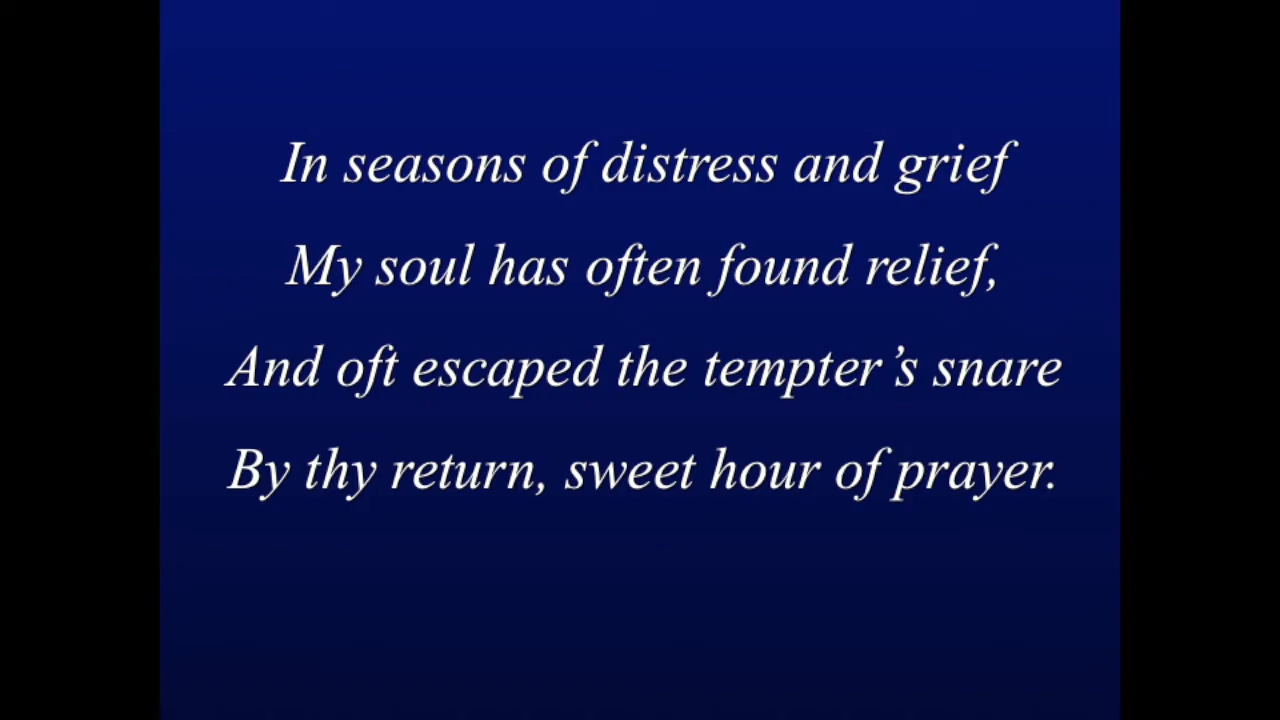 In seasons of distress and grief
My soul has often found relief,
And oft escaped the tempter’s snare
By thy return, sweet hour of prayer.